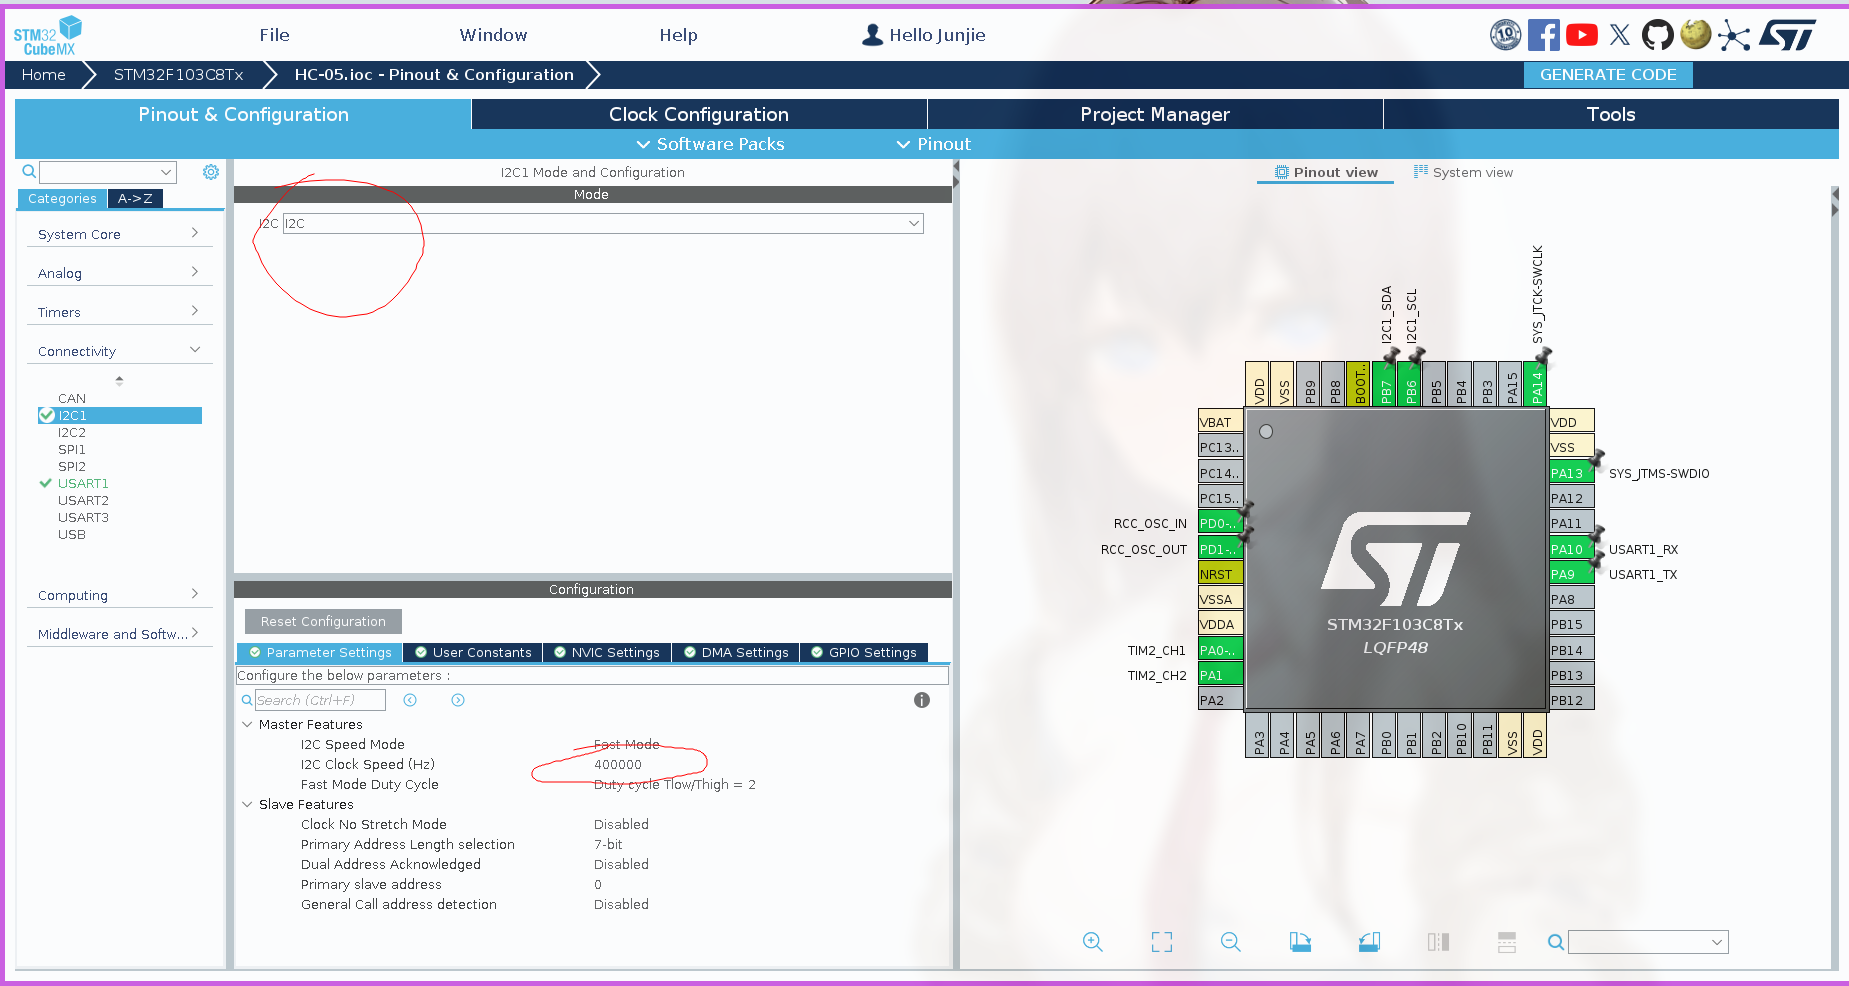 STM32
CubeMX
File
Window
Help
Hello Junjie
10
Home
STM32F103C8Tx
HC-05.ioc - Pinout & Configuration
GENERATE CODE
Pinout & Configuration
Clock Configuration
Project Manager
Tools
Software Packs
Pinout
Categories
A->Z
System Core
Analog
Timers
Connectivity
CAN
I2C1
I2C2
SPI1
SPI2
USART1
USART2
USART3
USB
Computing
Middleware and Softw...
I2C1 Mode and Configuration
Mode
I2C I2C
Configuration
Reset Configuration
Parameter Settings
User Constants
NVIC Settings
DMA Settings
GPIO Settings
Configure the below parameters :
Search (Ctrl+F)
Master Features
I2C Speed Mode Fast Mode
I2C Clock Speed (Hz) 400000
Fast Mode Duty Cycle Duty cycle Tlow/Thigh = 2
Slave Features
Clock No Stretch Mode Disabled
Primary Address Length selection 7-bit
Dual Address Acknowledged Disabled
Primary slave address 0
General Call address detection Disabled
Pinout view
System view
I2C1_SDA
I2C1_SCL
SYS_JTCK-SWCLK
VDD
VSS
PB9
PB8
BOOT..
PB7
PB6
PB5
PB4
PB3
PA15
PA14
VBAT
PC13..
PC14..
PC15..
RCC_OSC_IN PD0-..
RCC_OSC_OUT PD1-..
NRST
VSSA
VDDA
TIM2_CH1 PA0-..
TIM2_CH2 PA1
PA2
ST
STM32F103C8Tx
LQFP48
VDD
VSS
PA13 SYS_JTMS-SWDIO
PA12
PA11
PA10 USART1_RX
PA9 USART1_TX
PA8
PB15
PB14
PB13
PB12
PA3
PA4
PA5
PA6
PA7
PB0
PB1
PB2
PB10
PB11
VSS
VDD